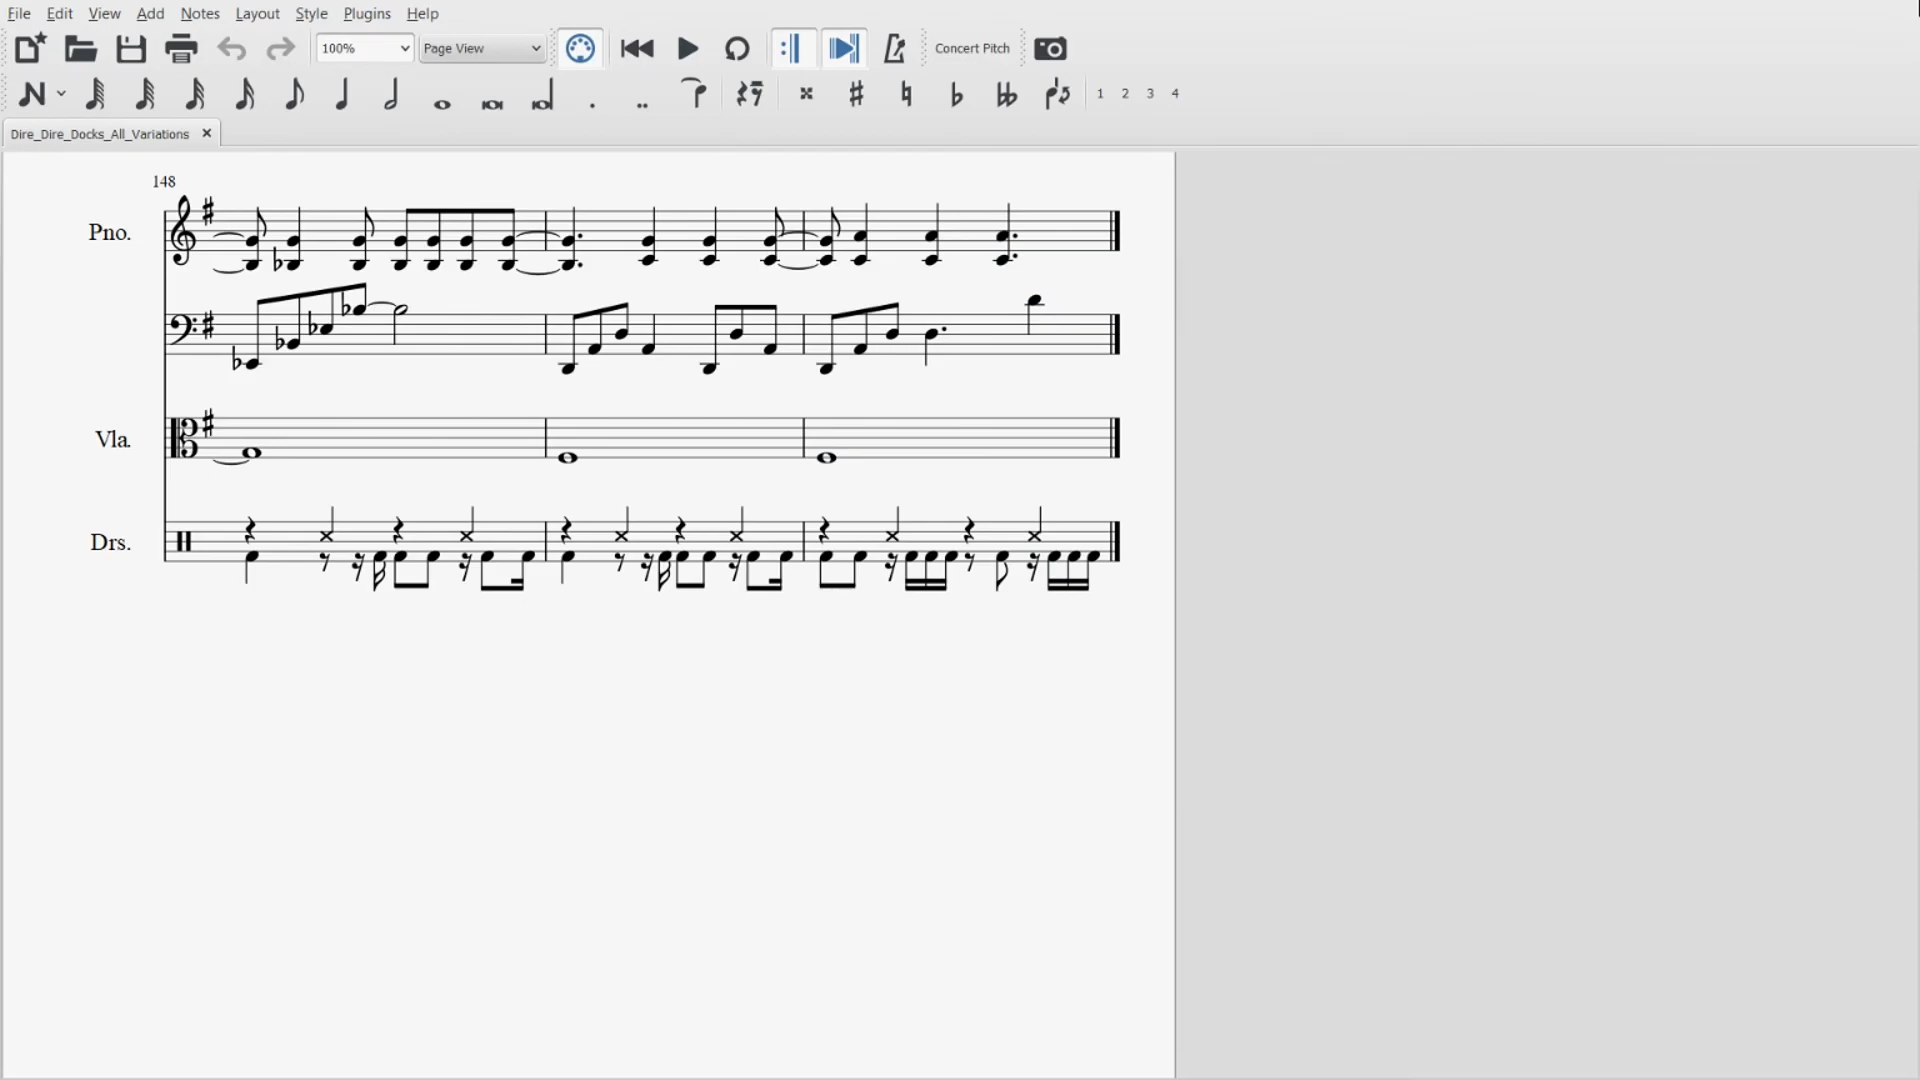 File Edit View Add Notes Layout Style Plugins Help
100% Page View Concert Pitch
1 2 3 4
Dire_Dire_Docks_All_Variations
148
Pno.
Vla.
Drs.